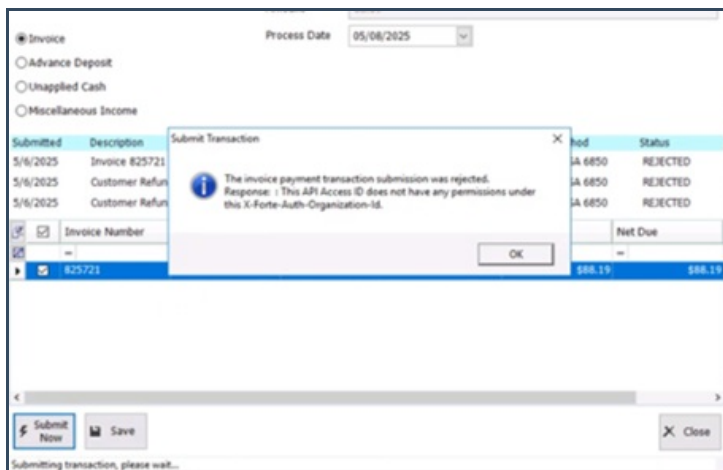 Invoice
Process Date 05/08/2025
Advance Deposit
Unapplied Cash
Miscellaneous Income
Submitted Description Submit Transaction hod Status
5/6/2025 Invoice 825721 SA 6850 REJECTED
5/6/2025 Customer Refun SA 6850 REJECTED
5/6/2025 Customer Refun SA 6850 REJECTED
The invoice payment transaction submission was rejected.
Response: : This API Access ID does not have any permissions under
this X-Forte-Auth-Organization-Id.
OK
Invoice Number Net Due
= =
825721 $88.19 $88.19
Submit
Now
Save
Close
Submitting transaction, please wait...